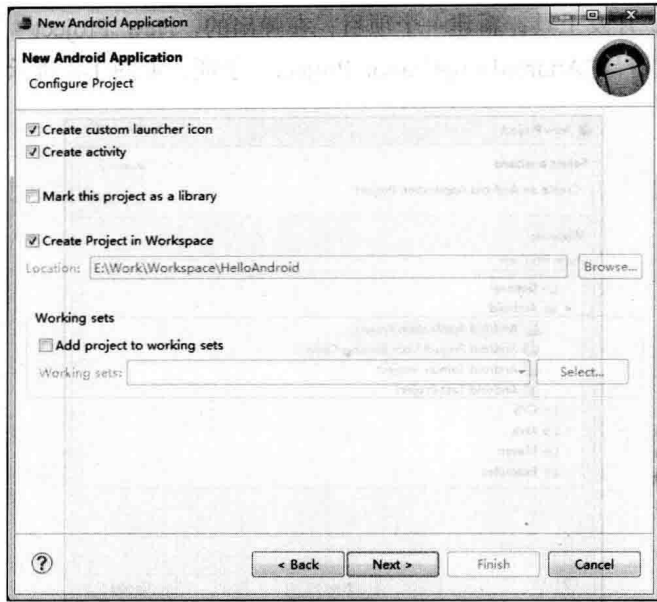 New Android Application
New Android Application
Configure Project
Create custom launcher icon
Create activity
Mark this project as a library
Create Project in Workspace
Location: E:\Work\Workspace\HelloAndroid Browse...
Working sets
Add project to working sets
Working sets: Select...
? < Back Next > Finish Cancel